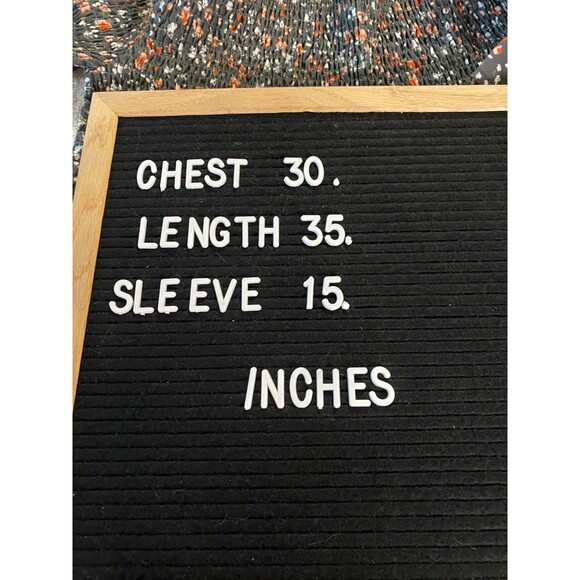 CHEST 30.
LENGTH 35.
SLEEVE 15.
INCHES